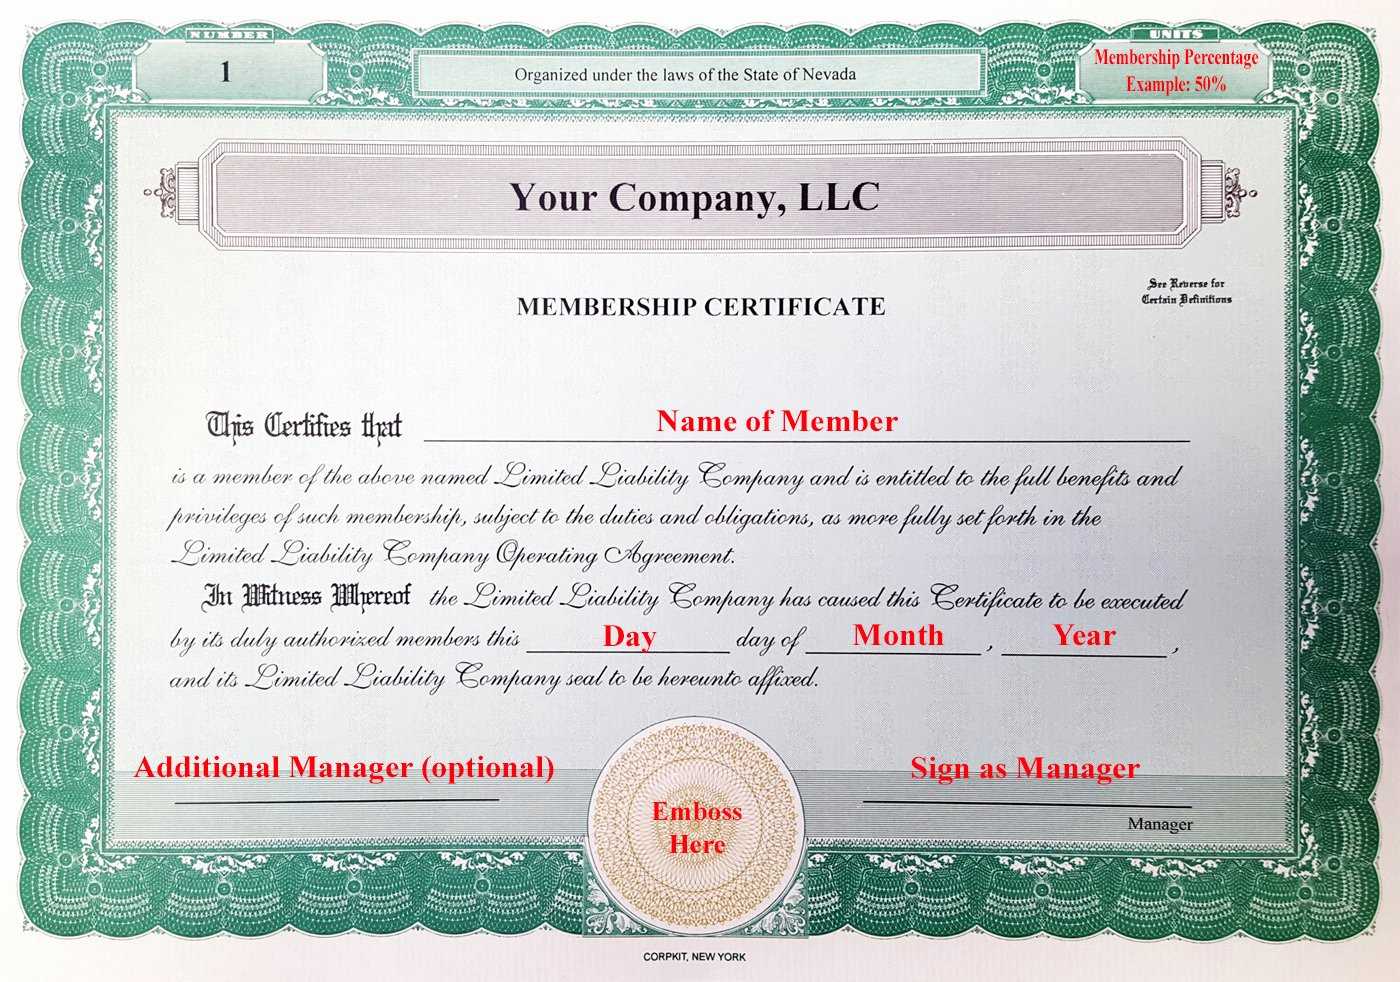 NUMBER
1
Organized under the laws of the State of Nevada
UNITS
Membership Percentage
Example: 50%
Your Company, LLC
See Reverse for
Certain Definitions
MEMBERSHIP CERTIFICATE
This Certifies that Name of Member
is a member of the above named Limited Liability Company and is entitled to the full benefits and
privileges of such membership, subject to the duties and obligations, as more fully set forth in the
Limited Liability Company Operating Agreement.
In Witness Whereof the Limited Liability Company has caused this Certificate to be executed
by its duly authorized members this Day day of Month, Year,
and its Limited Liability Company seal to be hereunto affixed.
Additional Manager (optional)
Sign as Manager
Emboss
Here
Manager
CORPKIT, NEW YORK